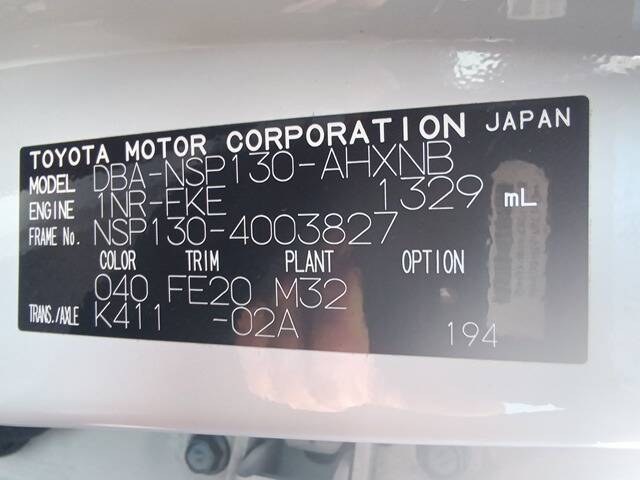 TOYOTA MOTOR CORPORATION JAPAN
MODEL DBA-NSP130-AHXNB
ENGINE 1NR-FKE 1329 mL
FRAME No. NSP130-4003827
COLOR TRIM PLANT OPTION
040 FE20 M32
TRANS./AXLE K411 -02A
194